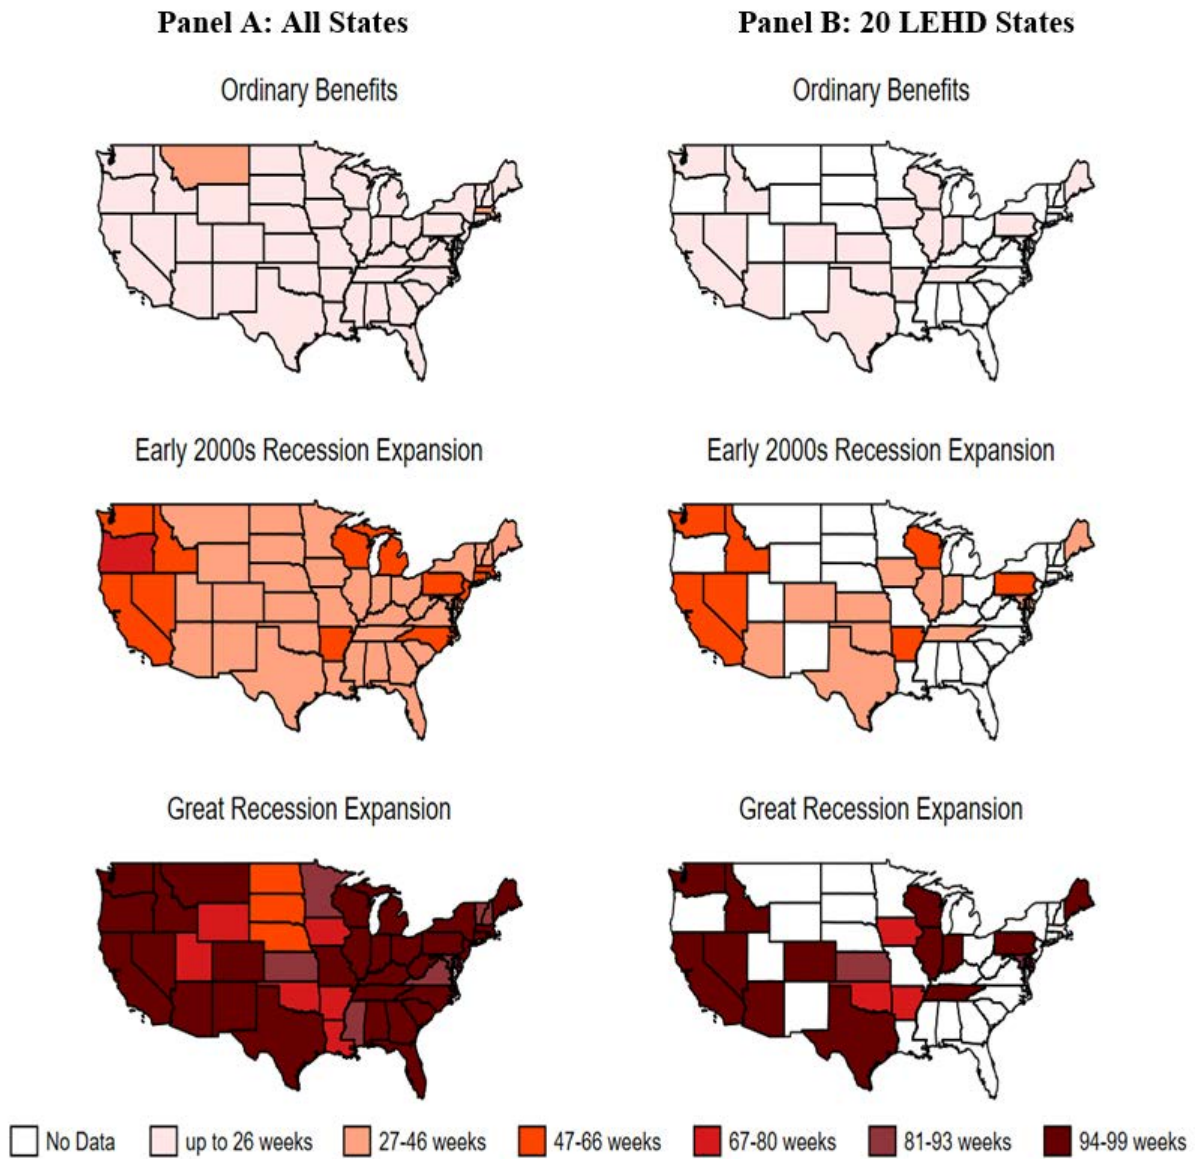 Panel A: All States
Panel B: 20 LEHD States
Ordinary Benefits
Ordinary Benefits
Early 2000s Recession Expansion
Early 2000s Recession Expansion
Great Recession Expansion
Great Recession Expansion
No Data
up to 26 weeks
27-46 weeks
47-66 weeks
67-80 weeks
81-93 weeks
94-99 weeks